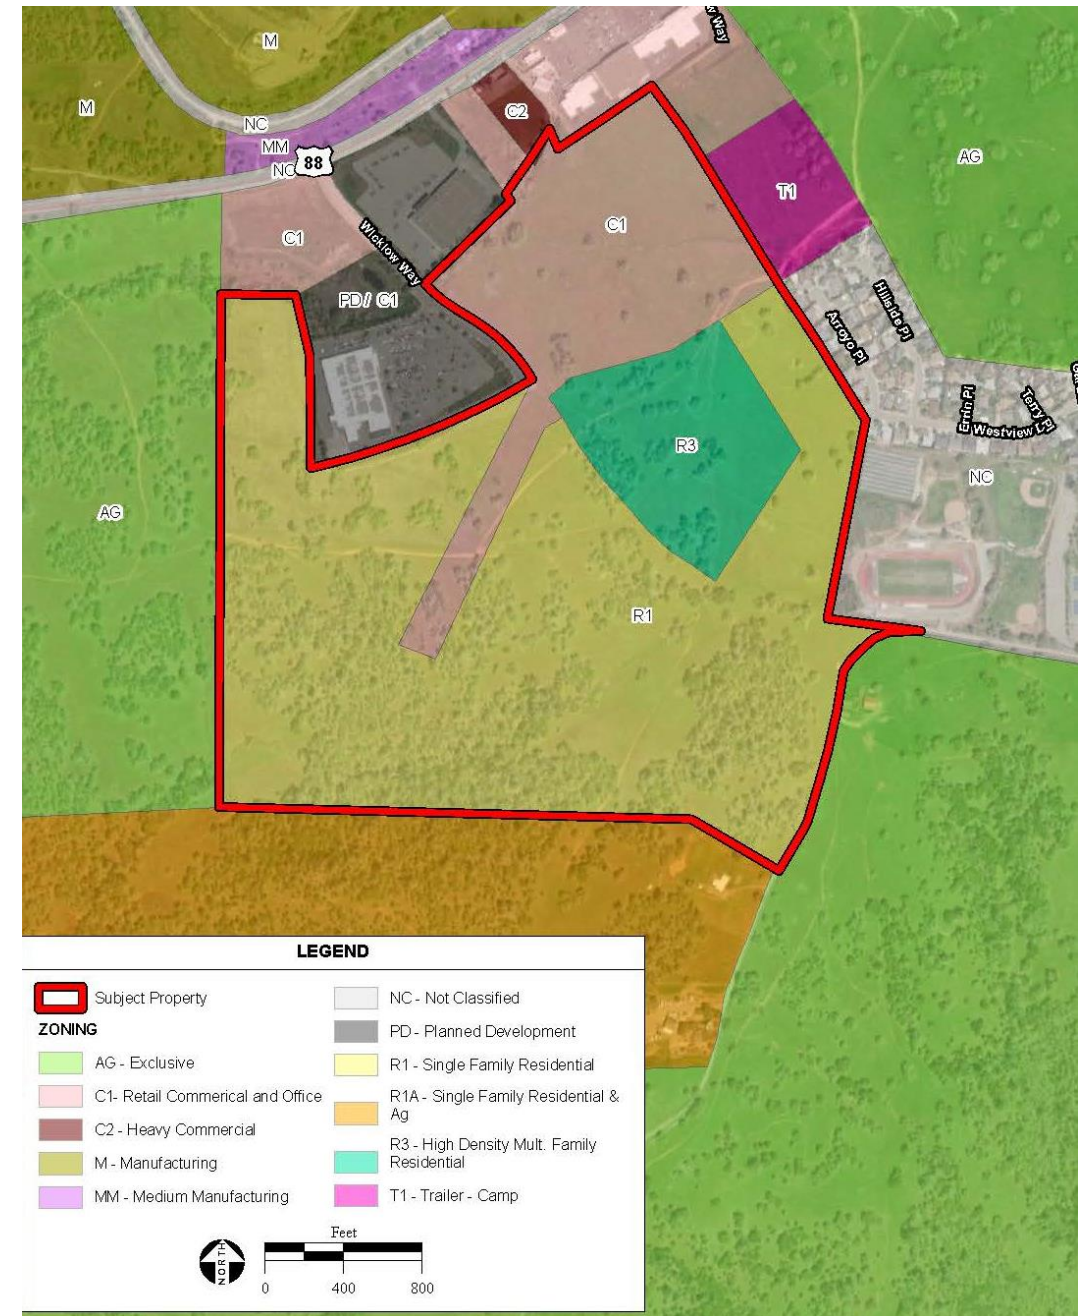 w Way
M
M
C2
NC
MM
NC
88
AG
T1
C1
C1
Wicklow Way
PD / C1
Hillside Pl
Arroyo Pl
Errin Pl
Terry Pl
Westview
R3
NC
AG
R1
LEGEND
Subject Property
ZONING
AG - Exclusive
C1- Retail Commerical and Office
C2 - Heavy Commercial
M - Manufacturing
MM - Medium Manufacturing
NC - Not Classified
PD - Planned Development
R1 - Single Family Residential
R1A - Single Family Residential &
Ag
R3 - High Density Mult. Family
Residential
T1 - Trailer - Camp
NORTH
Feet
0 400 800